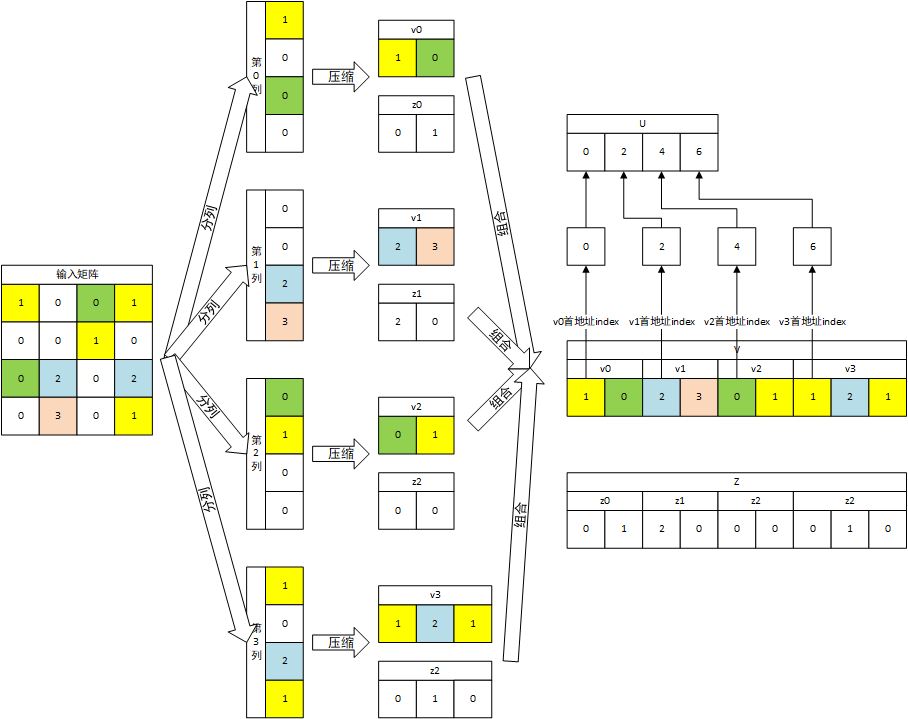 输入矩阵
1 0 0 1
0 0 1 0
0 2 0 2
0 3 0 1
分列
分列
分列
分列
第0列
1
0
0
0
第1列
0
0
2
3
第2列
0
1
0
0
第3列
1
0
2
1
压缩
压缩
压缩
压缩
v0
1 0
z0
0 1
v1
2 3
z1
2 0
v2
0 1
z2
0 0
v3
1 2 1
z2
0 1 0
组合
组合
组合
组合
U
0 2 4 6
0 2 4 6
v0首地址index v1首地址index v2首地址index v3首地址index
V
v0 v1 v2 v3
1 0 2 3 0 1 1 2 1
Z
z0 z1 z2 z2
0 1 2 0 0 0 0 1 0